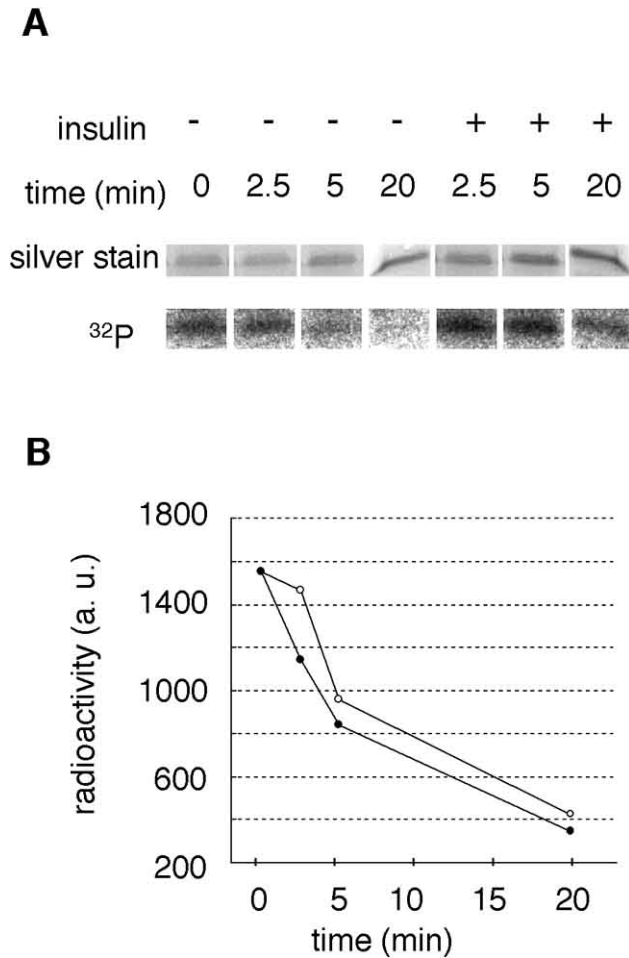 A
insulin - - - - + + +
time (min) 0 2.5 5 20 2.5 5 20
silver stain
32P
B
1800
1400
1000
600
200
radioactivity (a. u.)
0 5 10 15 20
time (min)